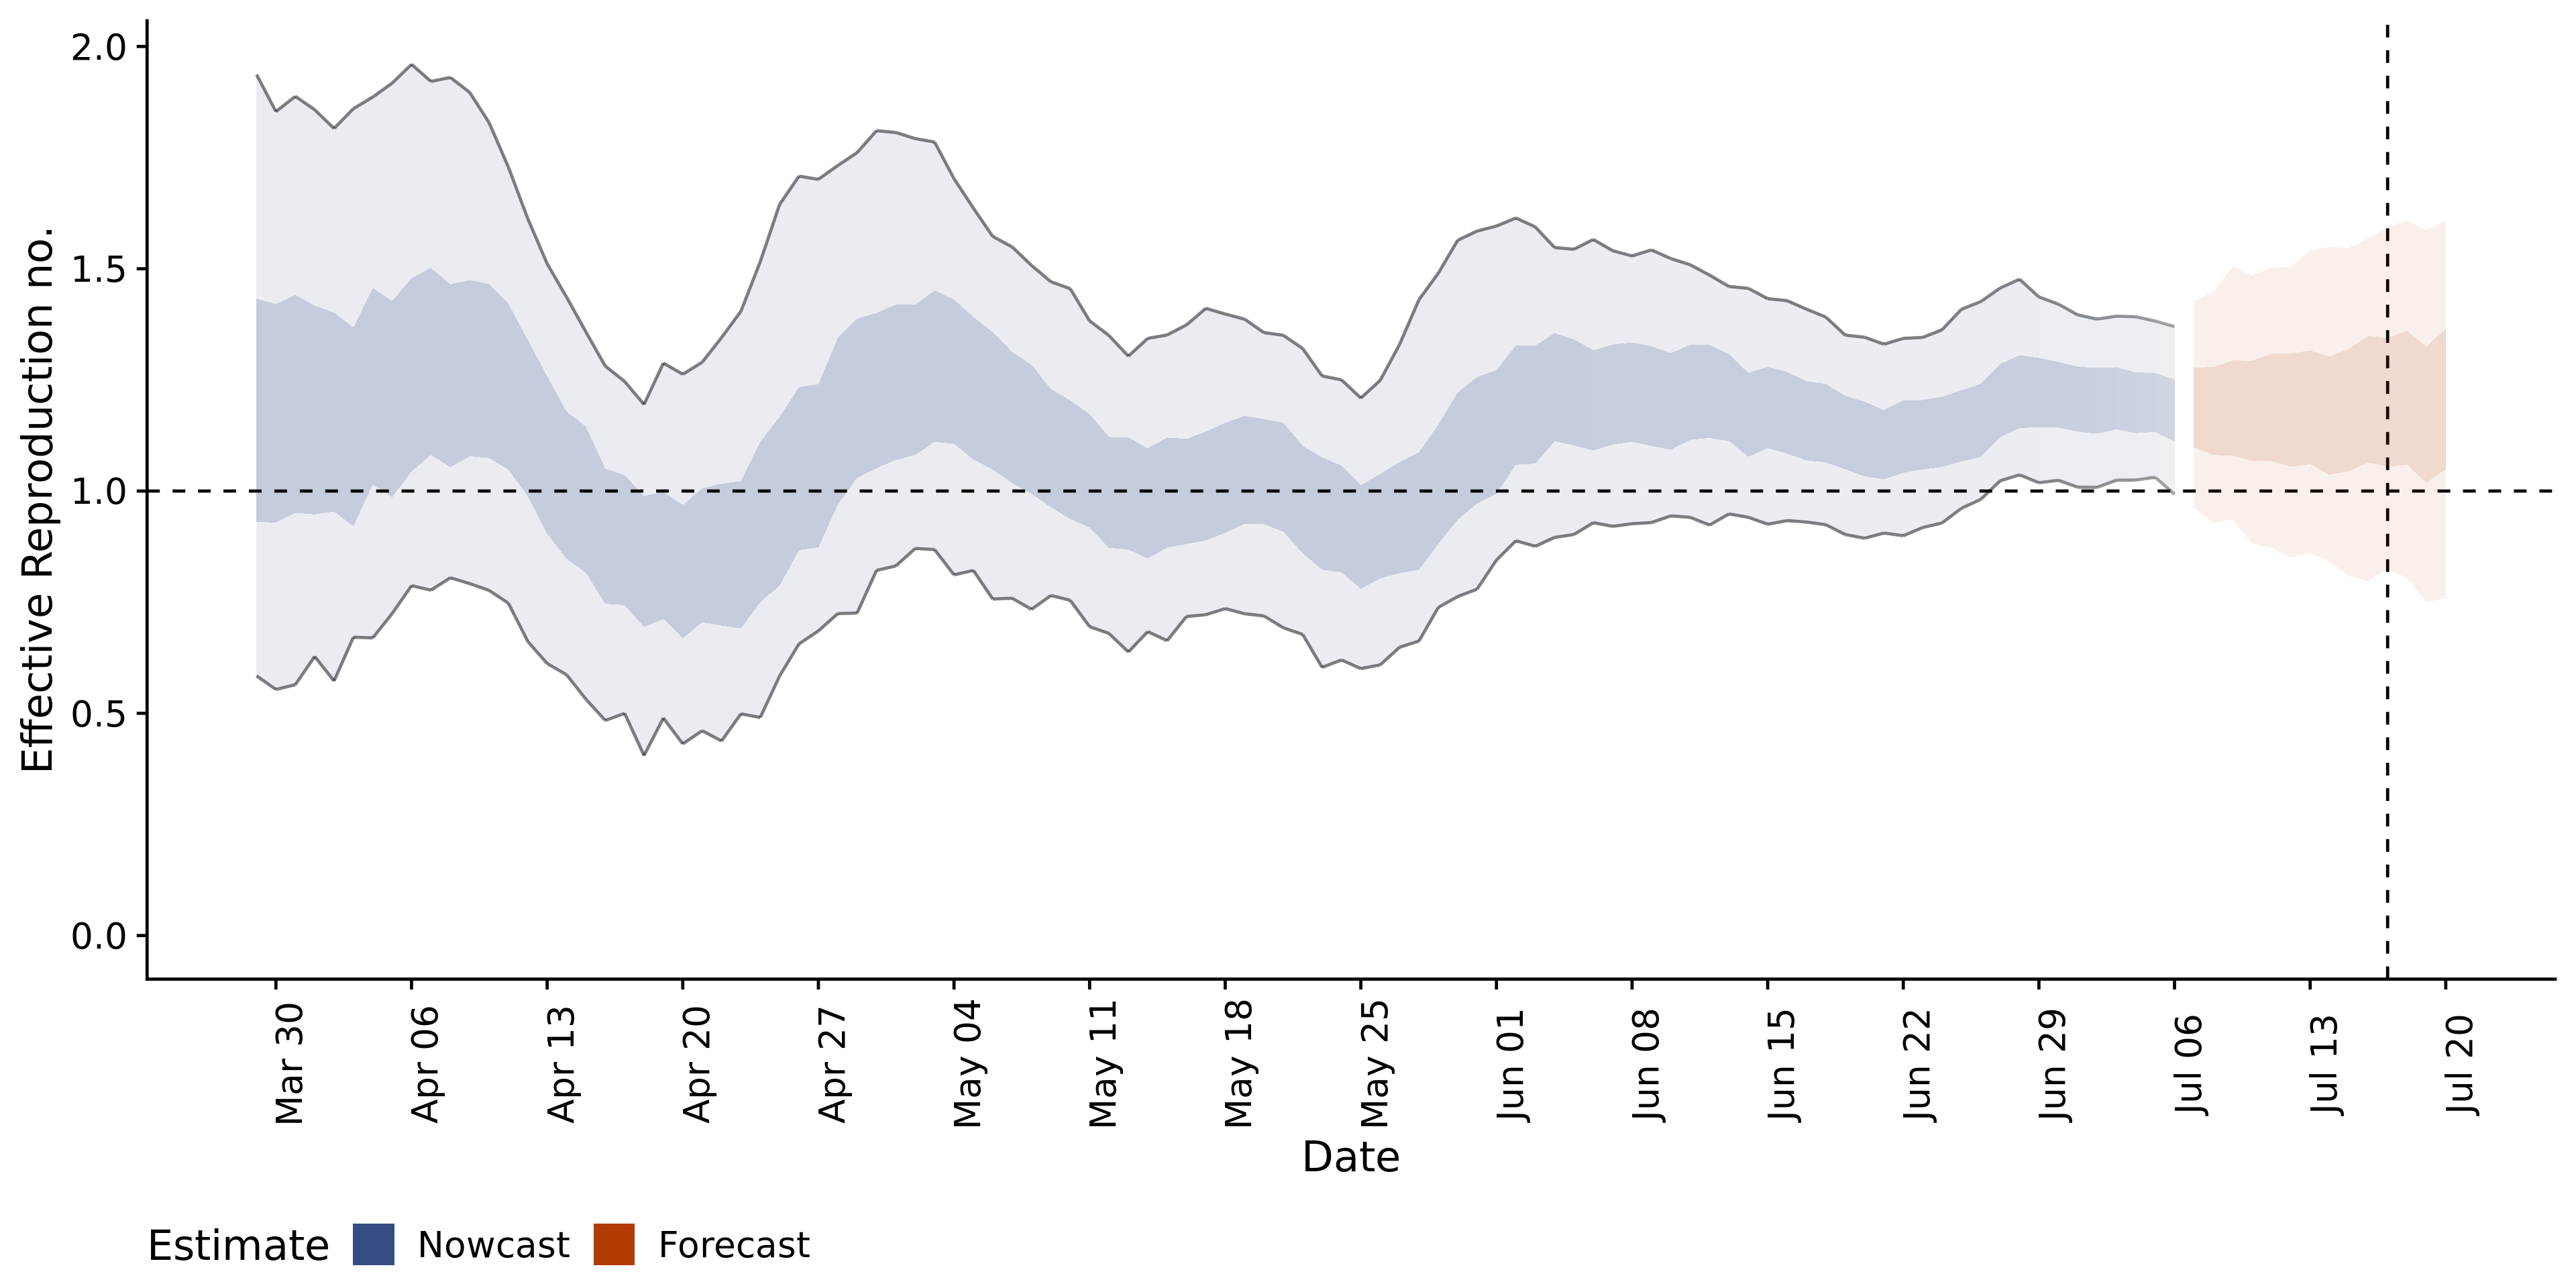 Effective Reproduction no.
2.0
1.5
1.0
0.5
0.0
Mar 30
Apr 06
Apr 13
Apr 20
Apr 27
May 04
May 11
May 18
May 25
Jun 01
Jun 08
Jun 15
Jun 22
Jun 29
Jul 06
Jul 13
Jul 20
Date
Estimate Nowcast Forecast